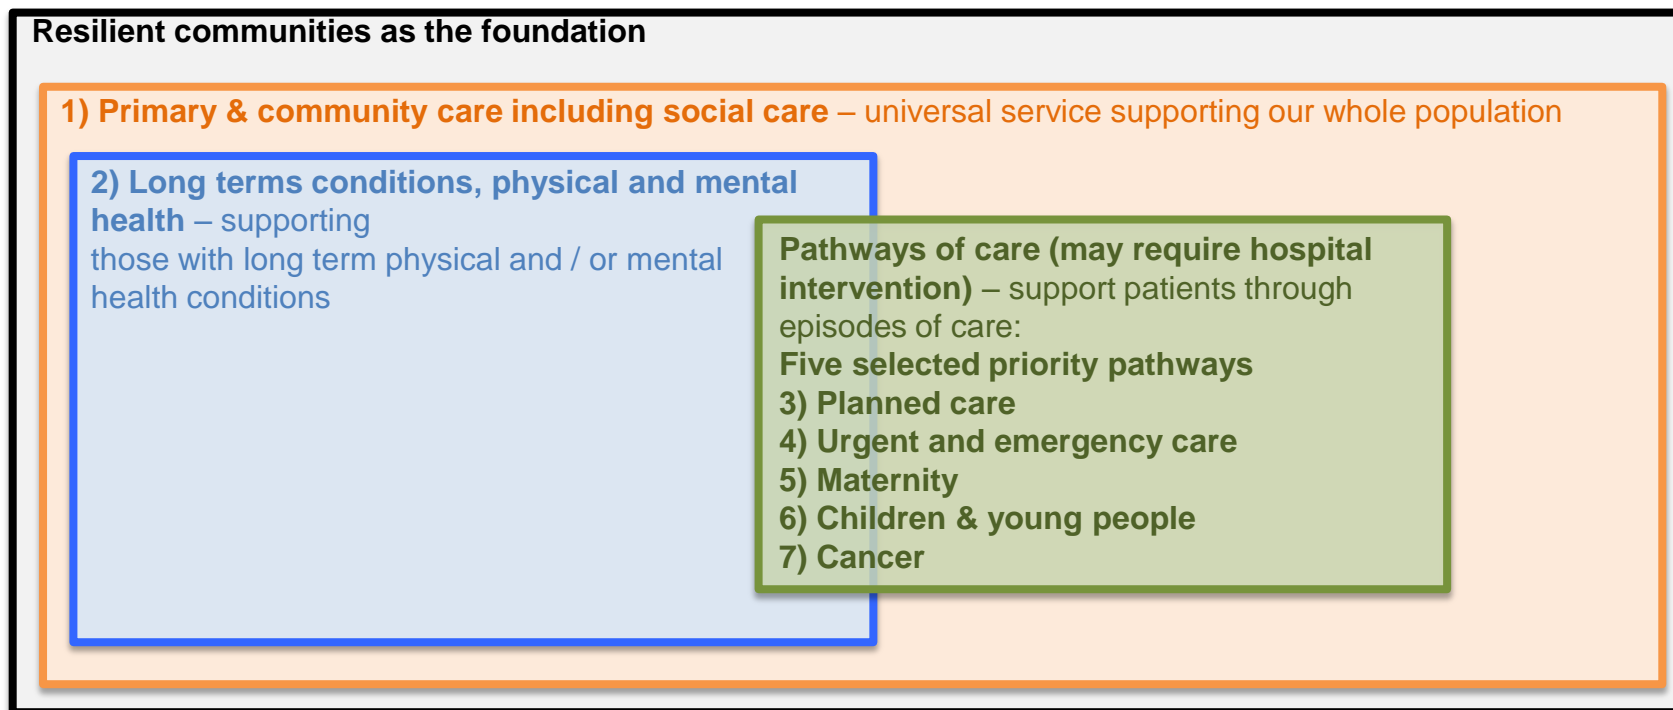 Resilient communities as the foundation
1) Primary & community care including social care – universal service supporting our whole population
2) Long terms conditions, physical and mental
health – supporting
those with long term physical and / or mental
health conditions
Pathways of care (may require hospital
intervention) – support patients through
episodes of care:
Five selected priority pathways
3) Planned care
4) Urgent and emergency care
5) Maternity
6) Children & young people
7) Cancer